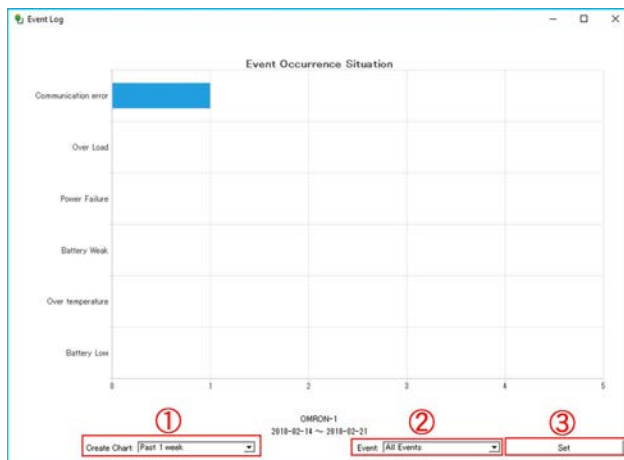 Event Log
Event Occurrence Situation
Communication error
Over Load
Power Failure
Battery Weak
Over temperature
Battery Low
0 1 2 3 4 5
OMRON-1
2018-02-14 ~ 2018-02-21
① ② ③
Create Chart: Past 1 week Event: All Events Set